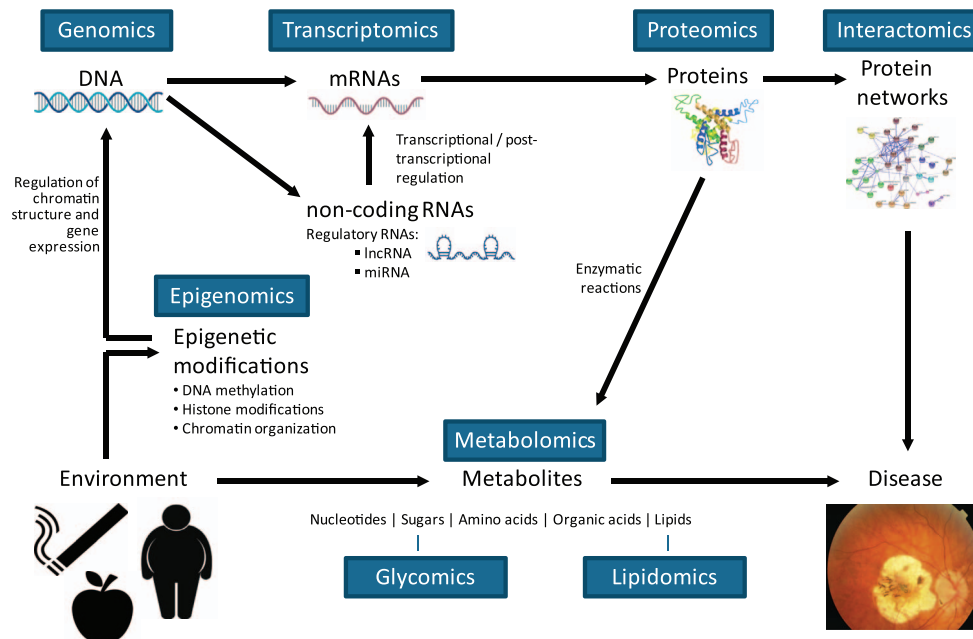 Genomics
Transcriptomics
Proteomics
Interactomics
DNA
mRNAs
Proteins
Protein
networks
Transcriptional / post-
transcriptional
regulation
Regulation of
chromatin
structure and
gene
expression
non-coding RNAs
Regulatory RNAs:
▪ lncRNA
▪ miRNA
Enzymatic
reactions
Epigenomics
Epigenetic
modifications
• DNA methylation
• Histone modifications
• Chromatin organization
Metabolomics
Environment
Metabolites
Disease
Nucleotides | Sugars | Amino acids | Organic acids | Lipids
Glycomics
Lipidomics